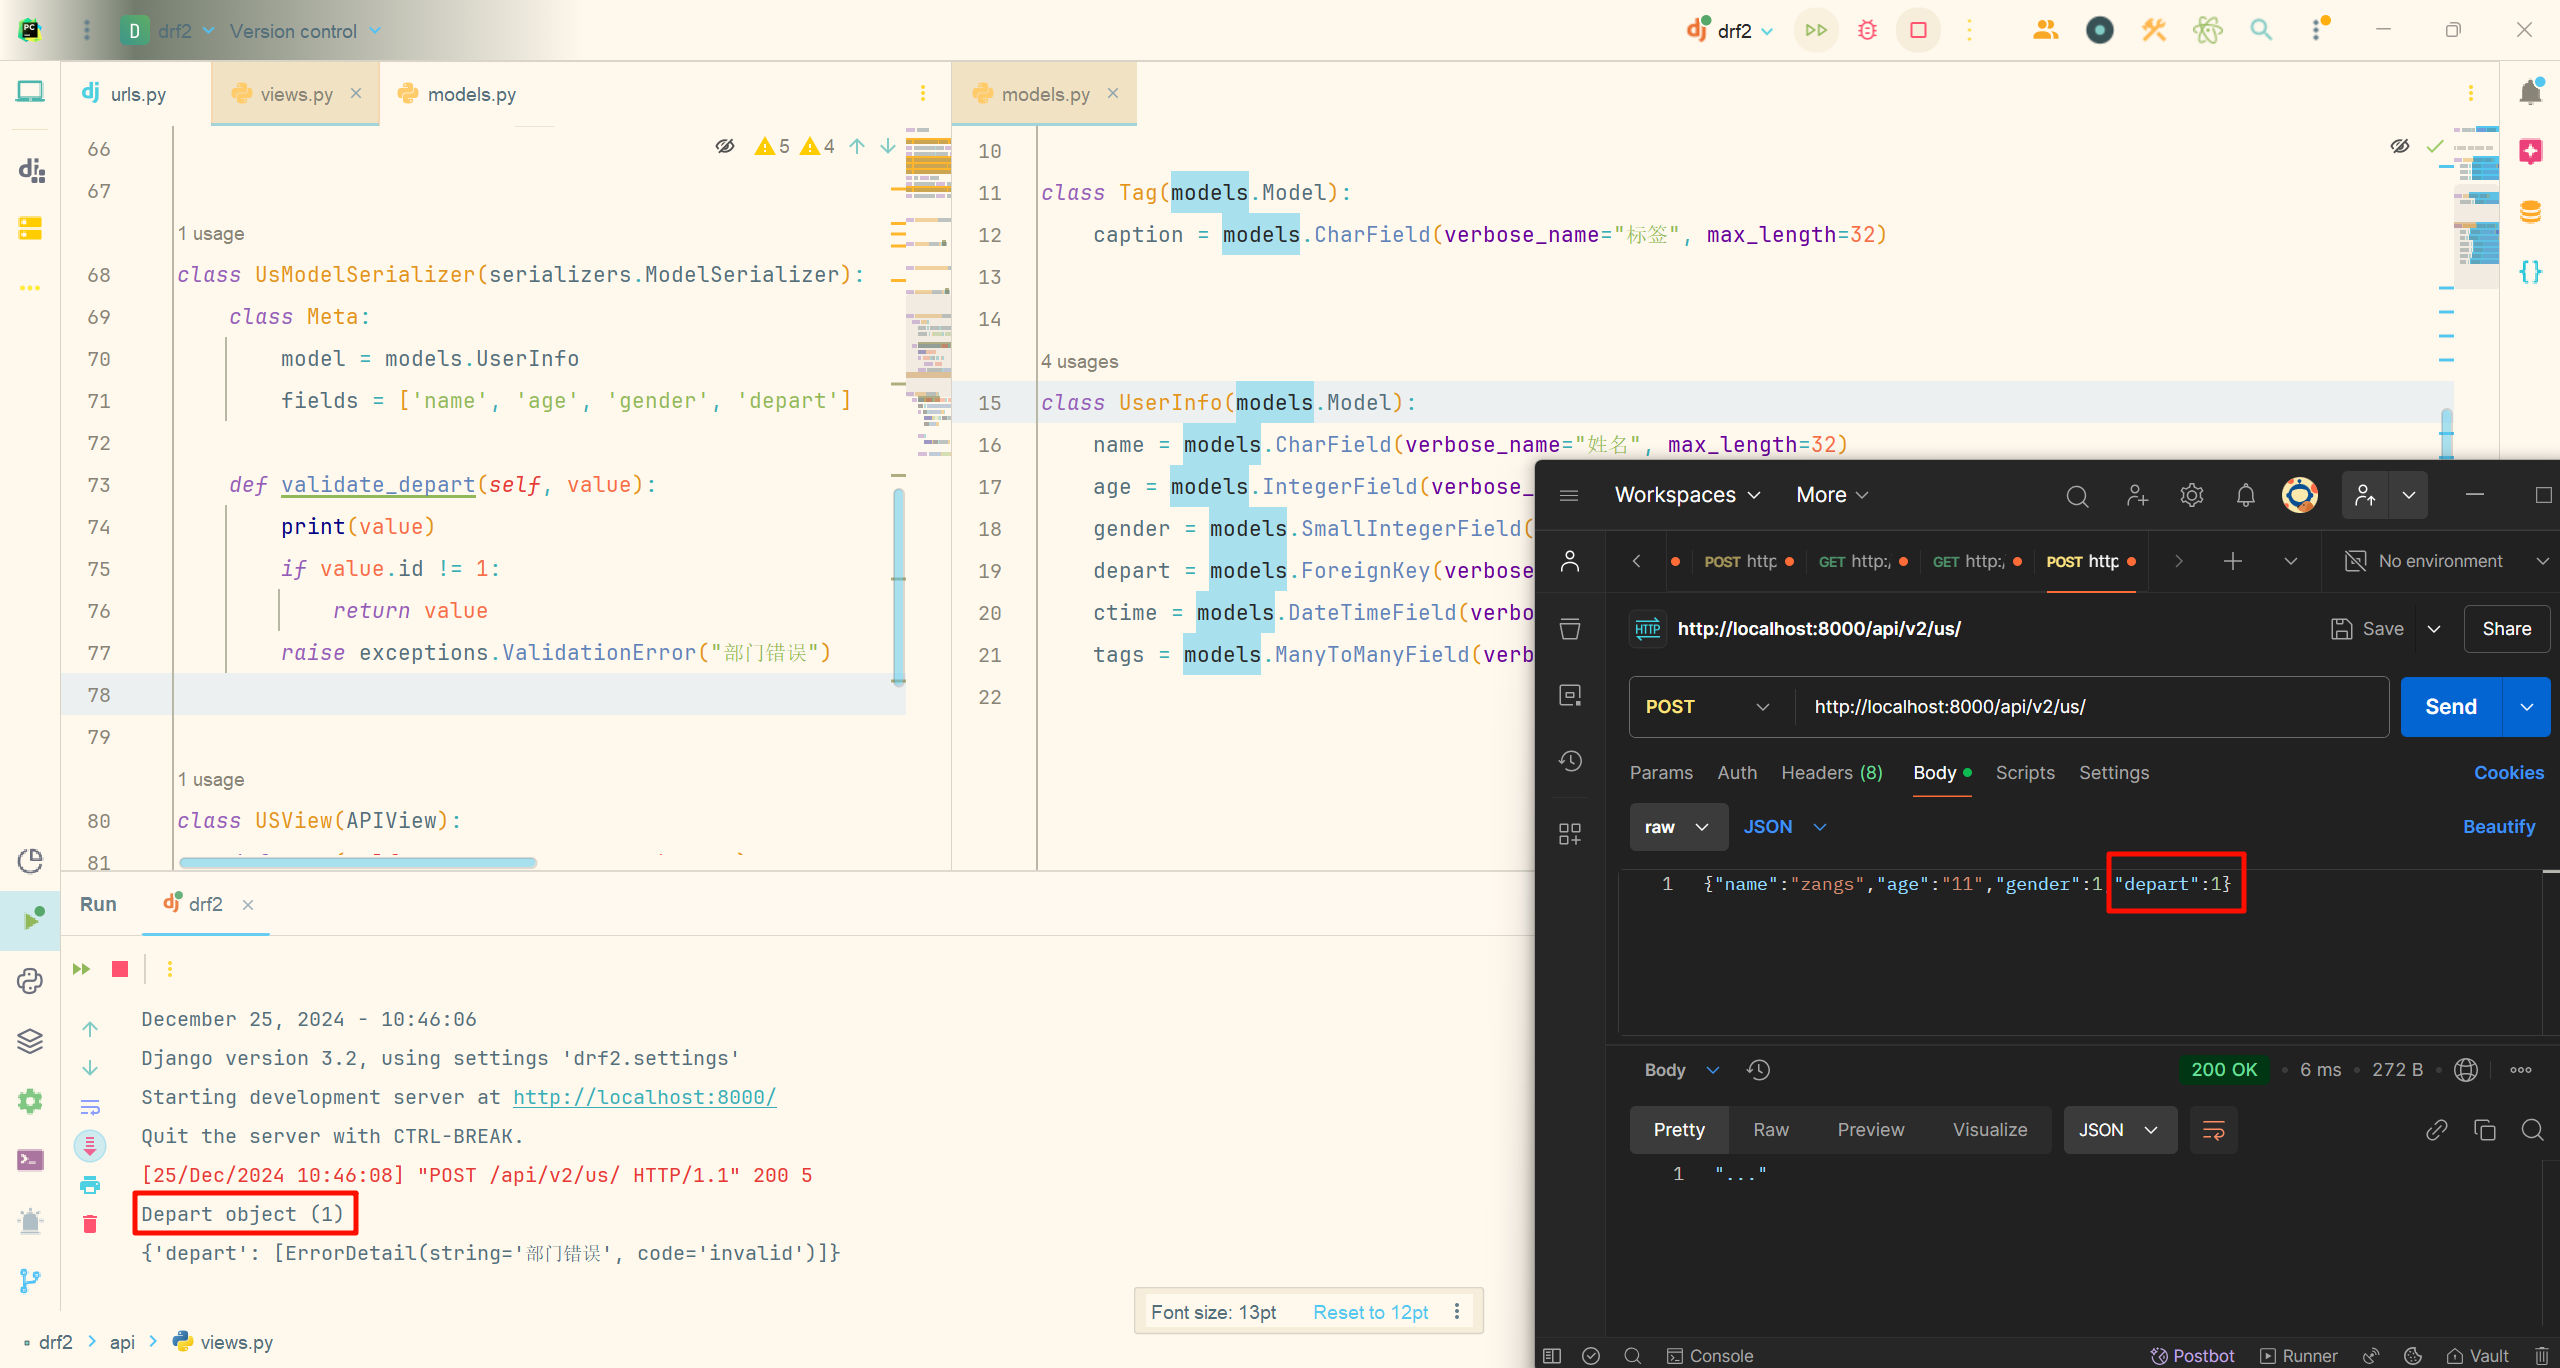 D drf2 Version control
drf2
urls.py views.py models.py
5 4
66
67
1 usage
68 class UsModelSerializer(serializers.ModelSerializer):
69 class Meta:
70 model = models.UserInfo
71 fields = ['name', 'age', 'gender', 'depart']
72
73 def validate_depart(self, value):
74 print(value)
75 if value.id != 1:
76 return value
77 raise exceptions.ValidationError("部门错误")
78
79
1 usage
80 class USView(APIView):
81
models.py
10
11 class Tag(models.Model):
12 caption = models.CharField(verbose_name="标签", max_length=32)
13
14
4 usages
15 class UserInfo(models.Model):
16 name = models.CharField(verbose_name="姓名", max_length=32)
17 age = models.IntegerField(verbose_
18 gender = models.SmallIntegerField(
19 depart = models.ForeignKey(verbose
20 ctime = models.DateTimeField(verbo
21 tags = models.ManyToManyField(verb
22
Run drf2
December 25, 2024 - 10:46:06
Django version 3.2, using settings 'drf2.settings'
Starting development server at http://localhost:8000/
Quit the server with CTRL-BREAK.
[25/Dec/2024 10:46:08] "POST /api/v2/us/ HTTP/1.1" 200 5
Depart object (1)
{'depart': [ErrorDetail(string='部门错误', code='invalid')]}
Font size: 13pt Reset to 12pt
drf2 api views.py
Workspaces More
POST http GET http:/ GET http:/ POST http No environment
HTTP http://localhost:8000/api/v2/us/ Save Share
POST http://localhost:8000/api/v2/us/ Send
Params Auth Headers (8) Body Scripts Settings Cookies
raw JSON Beautify
1 {"name":"zangs","age":"11","gender":1 "depart":1}
Body 200 OK 6 ms 272 B
Pretty Raw Preview Visualize JSON
1 "..."
Console Postbot Runner Vault